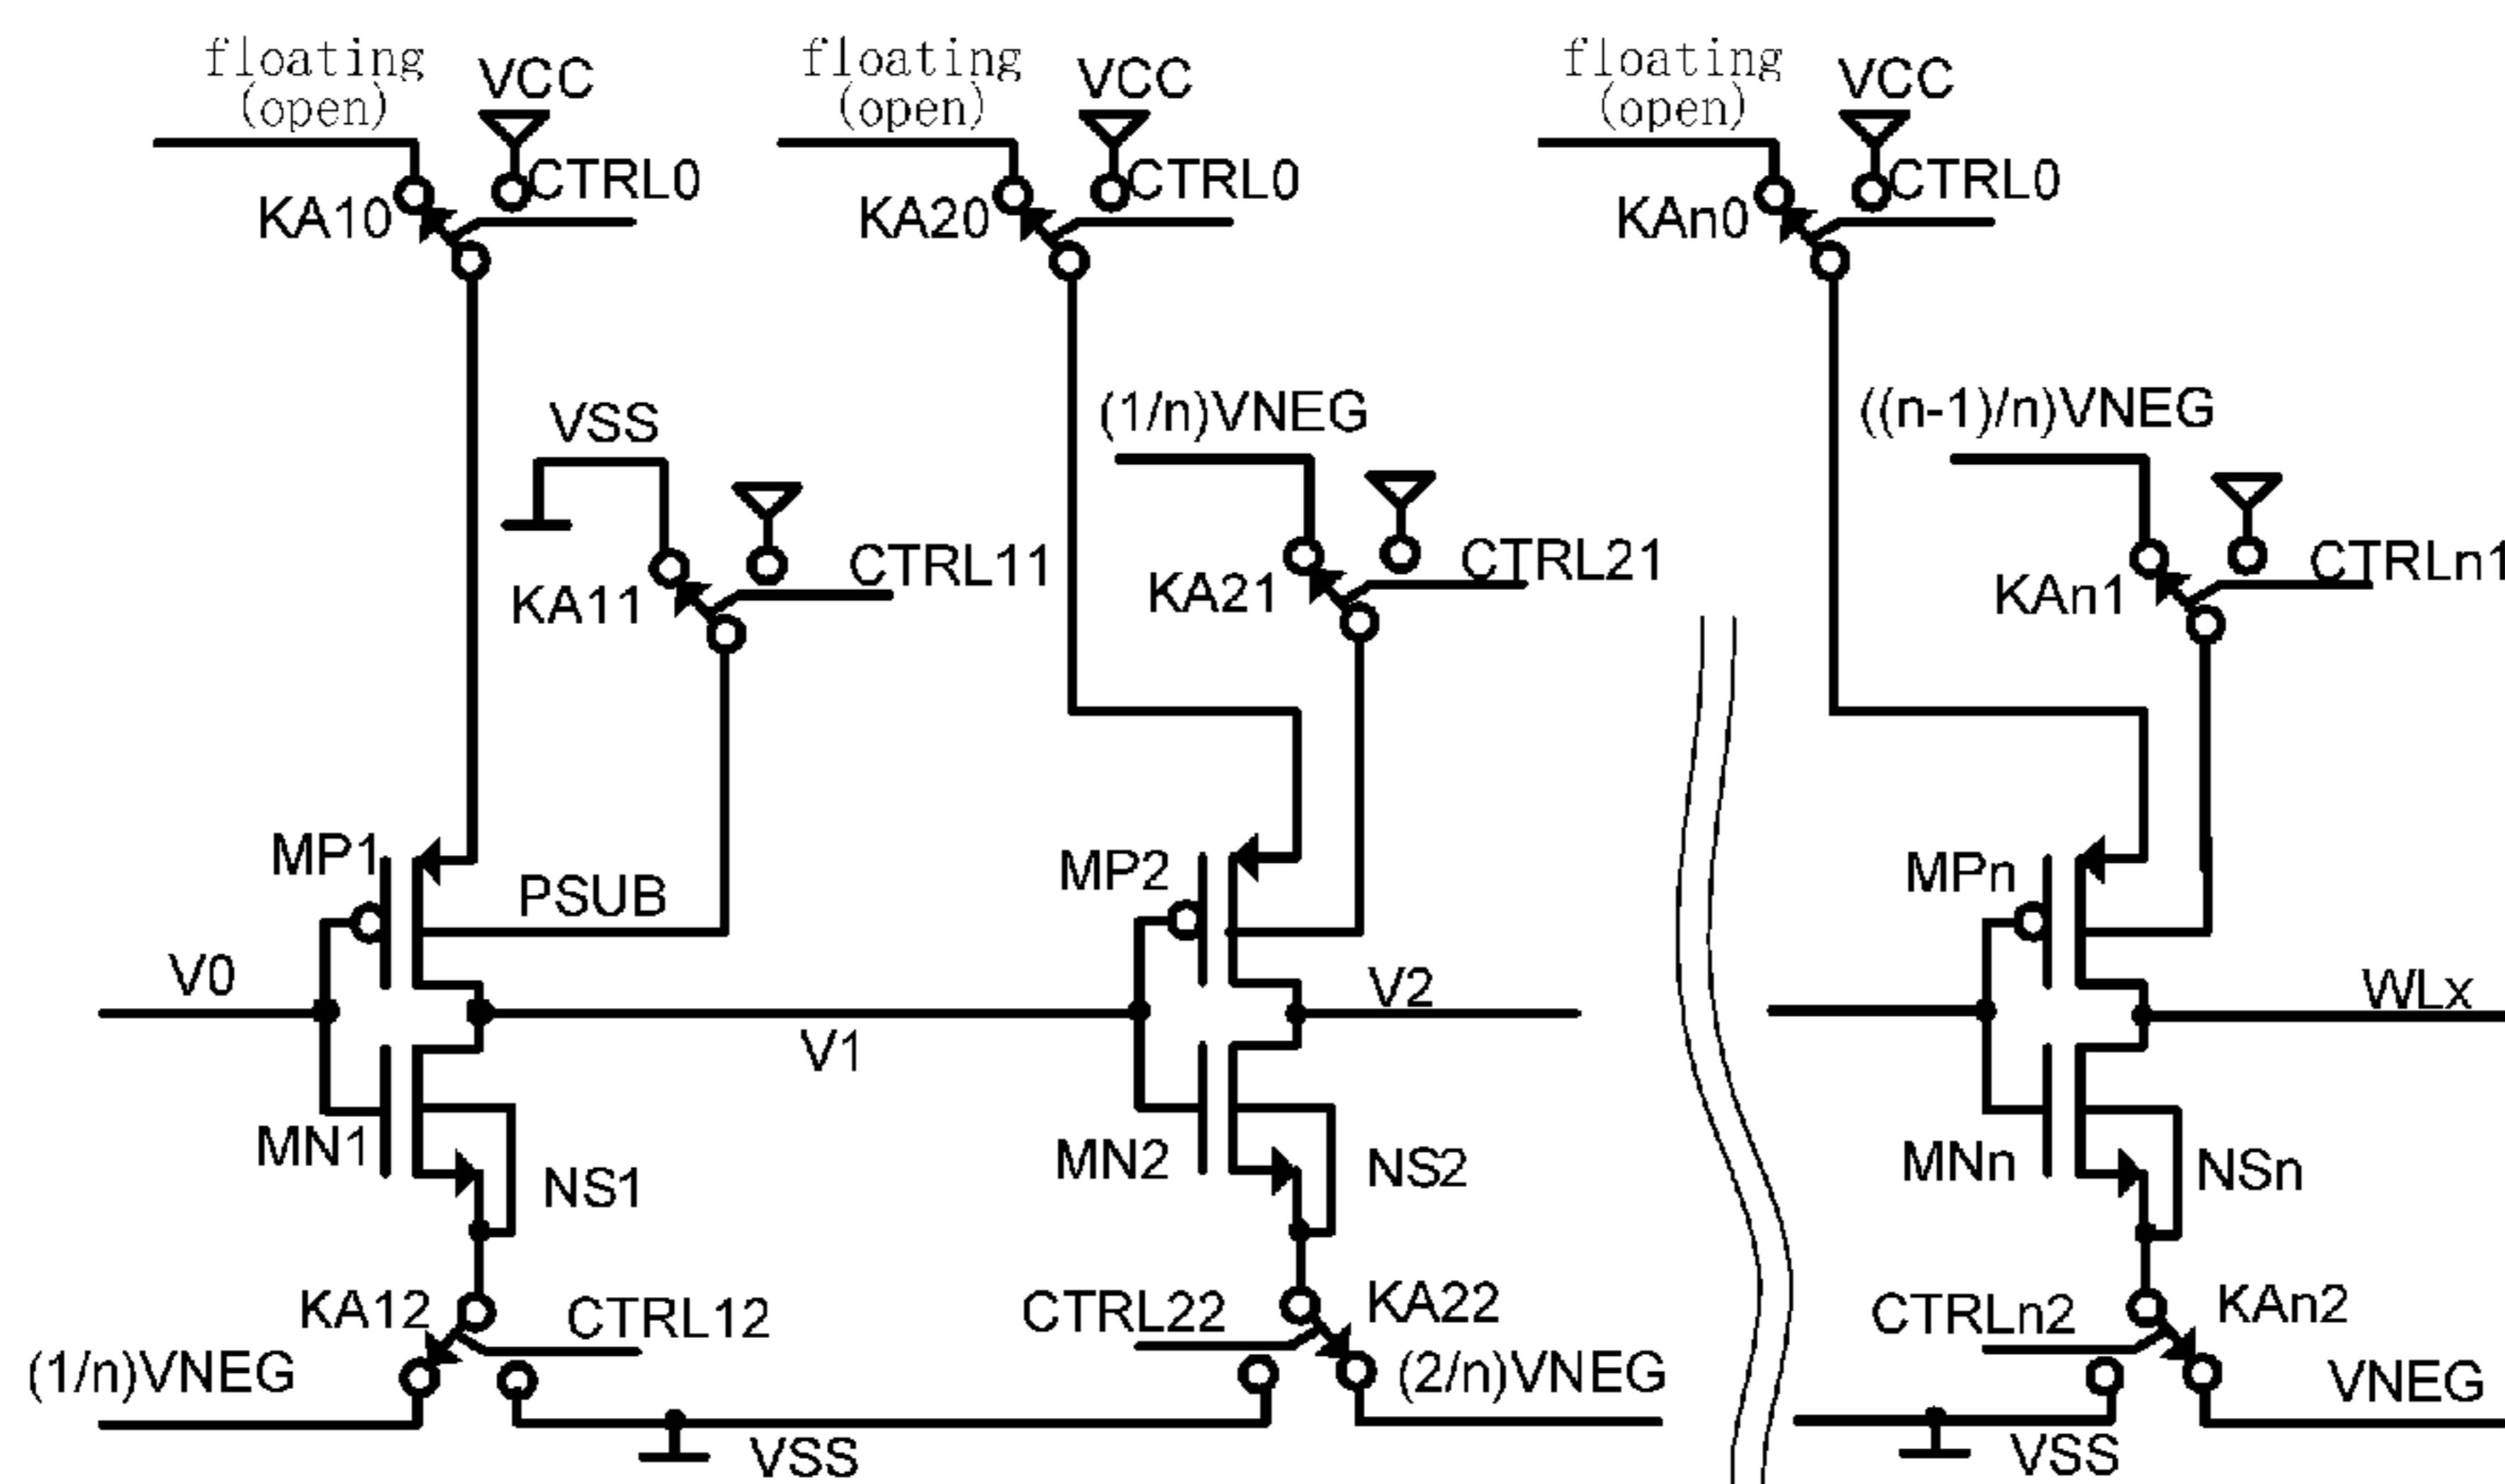 floating
(open)
VCC
CTRL0
KA10
floating
(open)
VCC
CTRL0
KA20
floating
(open)
VCC
CTRL0
KAn0
VSS
CTRL11
KA11
(1/n)VNEG
CTRL21
KA21
((n-1)/n)VNEG
CTRLn1
KAn1
MP1
PSUB
MP2
MPn
V0
V1
V2
WLx
MN1
NS1
MN2
NS2
MNn
NSn
KA12
CTRL12
(1/n)VNEG
CTRL22
KA22
(2/n)VNEG
VSS
CTRLn2
KAn2
VNEG
VSS